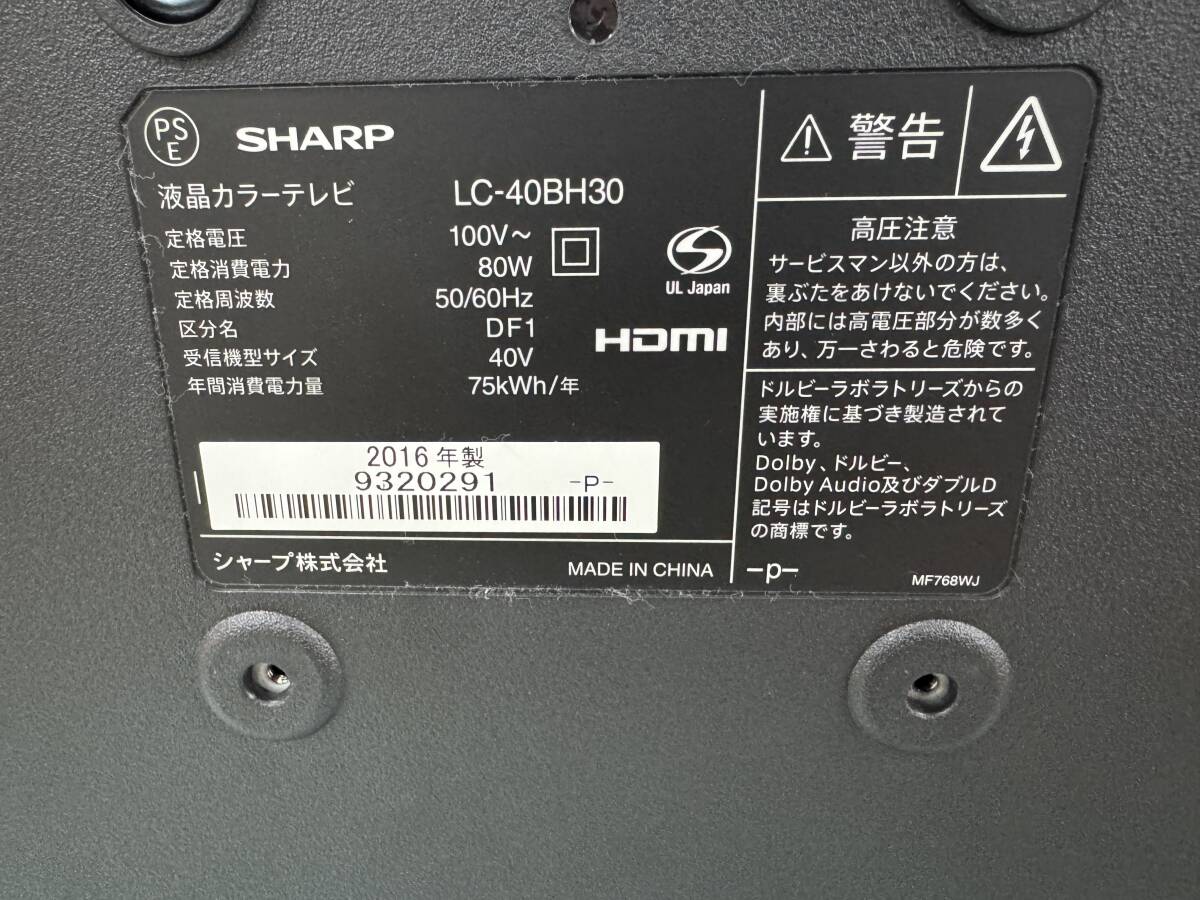 PS
E
SHARP
液晶カラーテレビ LC-40BH30
定格電圧 100V～
定格消費電力 80W
定格周波数 50/60Hz
区分名 DF1
受信機型サイズ 40V
年間消費電力量 75kWh/年
UL Japan
HDMI
2016年製
9320291 -P-
シャープ株式会社 MADE IN CHINA
警告
高圧注意
サービスマン以外の方は、
裏ぶたをあけないでください。
内部には高電圧部分が数多く
あり、万一さわると危険です。
ドルビーラボラトリーズからの
実施権に基づき製造されて
います。
Dolby、ドルビー、
Dolby Audio及びダブルD
記号はドルビーラボラトリーズ
の商標です。
-p- MF768WJ